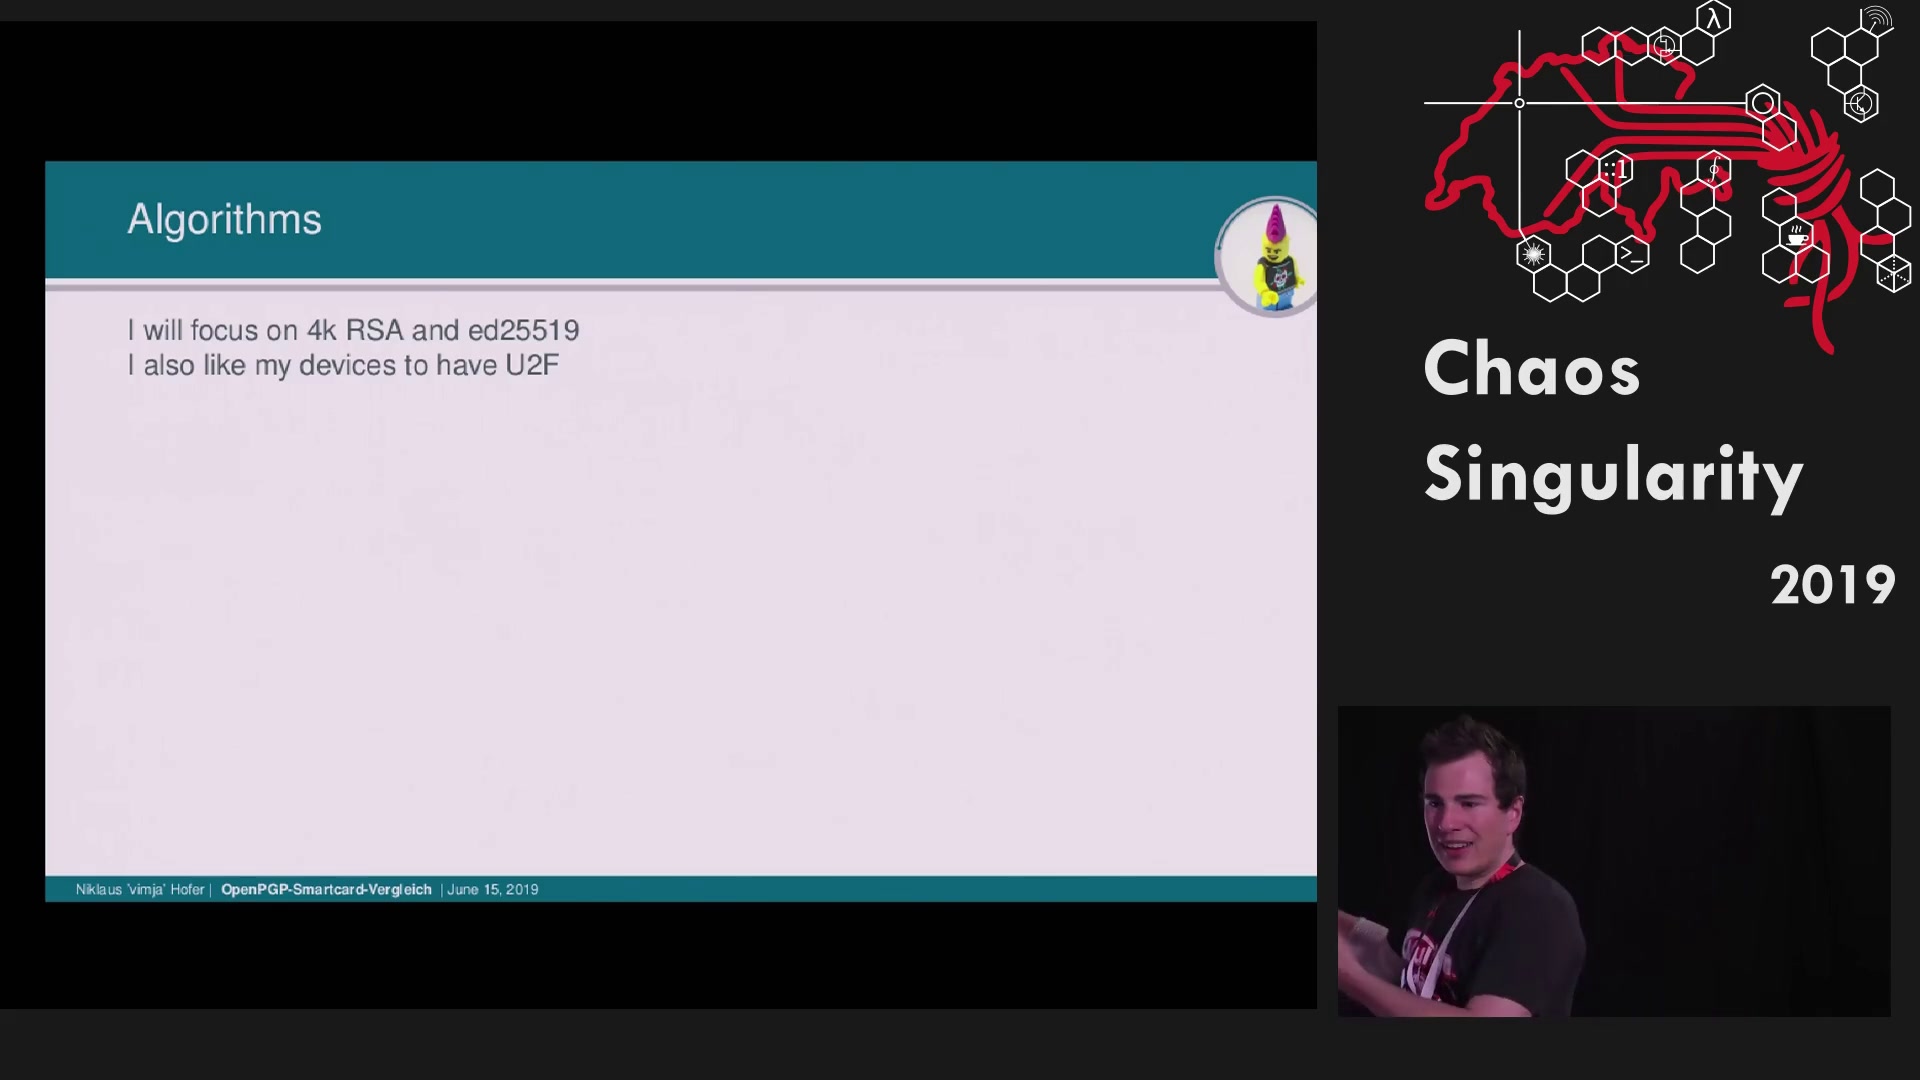 Algorithms
I will focus on 4k RSA and ed25519
I also like my devices to have U2F
Niklaus 'vimja' Hofer | OpenPGP-Smartcard-Vergleich | June 15, 2019
λ
::1
∮
>_
Chaos
Singularity
2019